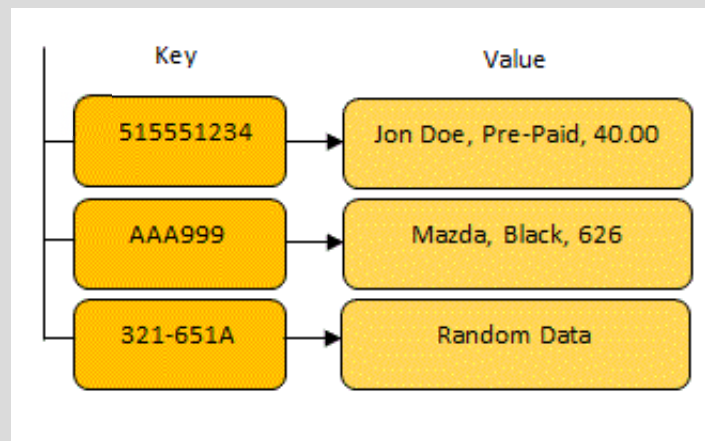 Key Value
515551234 Jon Doe, Pre-Paid, 40.00
AAA999 Mazda, Black, 626
321-651A Random Data